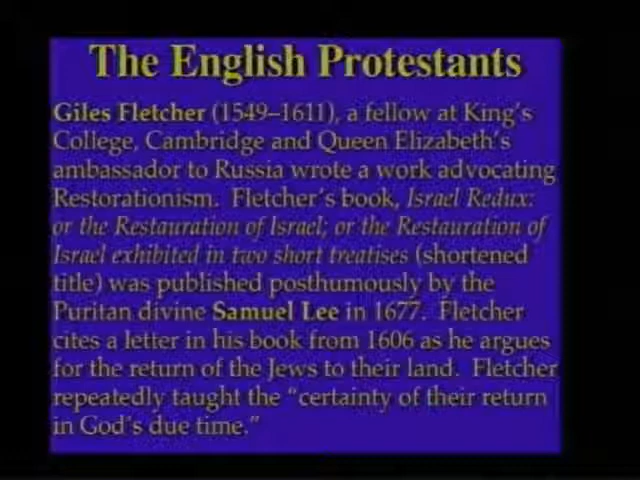 The English Protestants
Giles Fletcher (1549–1611), a fellow at King's
College, Cambridge and Queen Elizabeth's
ambassador to Russia wrote a work advocating
Restorationism. Fletcher's book, Israel Redux:
or the Restauration of Israel; or the Restauration of
Israel exhibited in two short treatises (shortened
title) was published posthumously by the
Puritan divine Samuel Lee in 1677. Fletcher
cites a letter in his book from 1606 as he argues
for the return of the Jews to their land. Fletcher
repeatedly taught the “certainty of their return
in God's due time.”